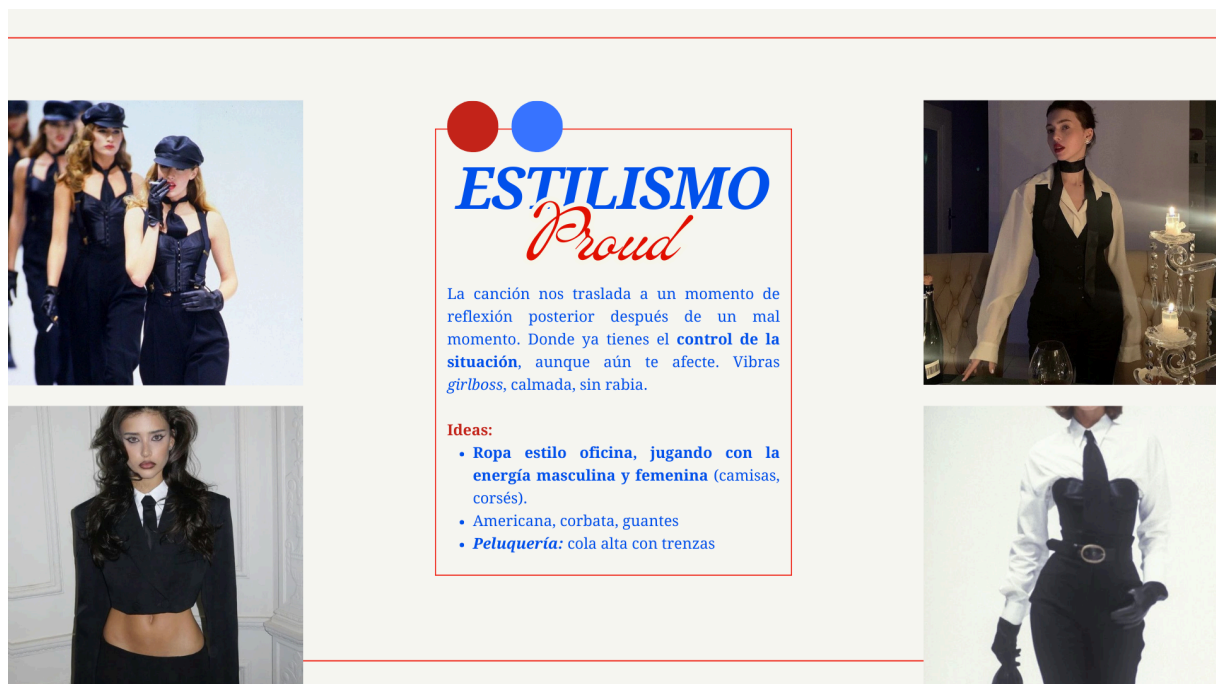 ESTILISMO
Proud
La canción nos traslada a un momento de
reflexión posterior después de un mal
momento. Donde ya tienes el control de la
situación, aunque aún te afecte. Vibras
girlboss, calmada, sin rabia.
Ideas:
• Ropa estilo oficina, jugando con la
energía masculina y femenina (camisas,
corsés).
• Americana, corbata, guantes
• Peluquería: cola alta con trenzas